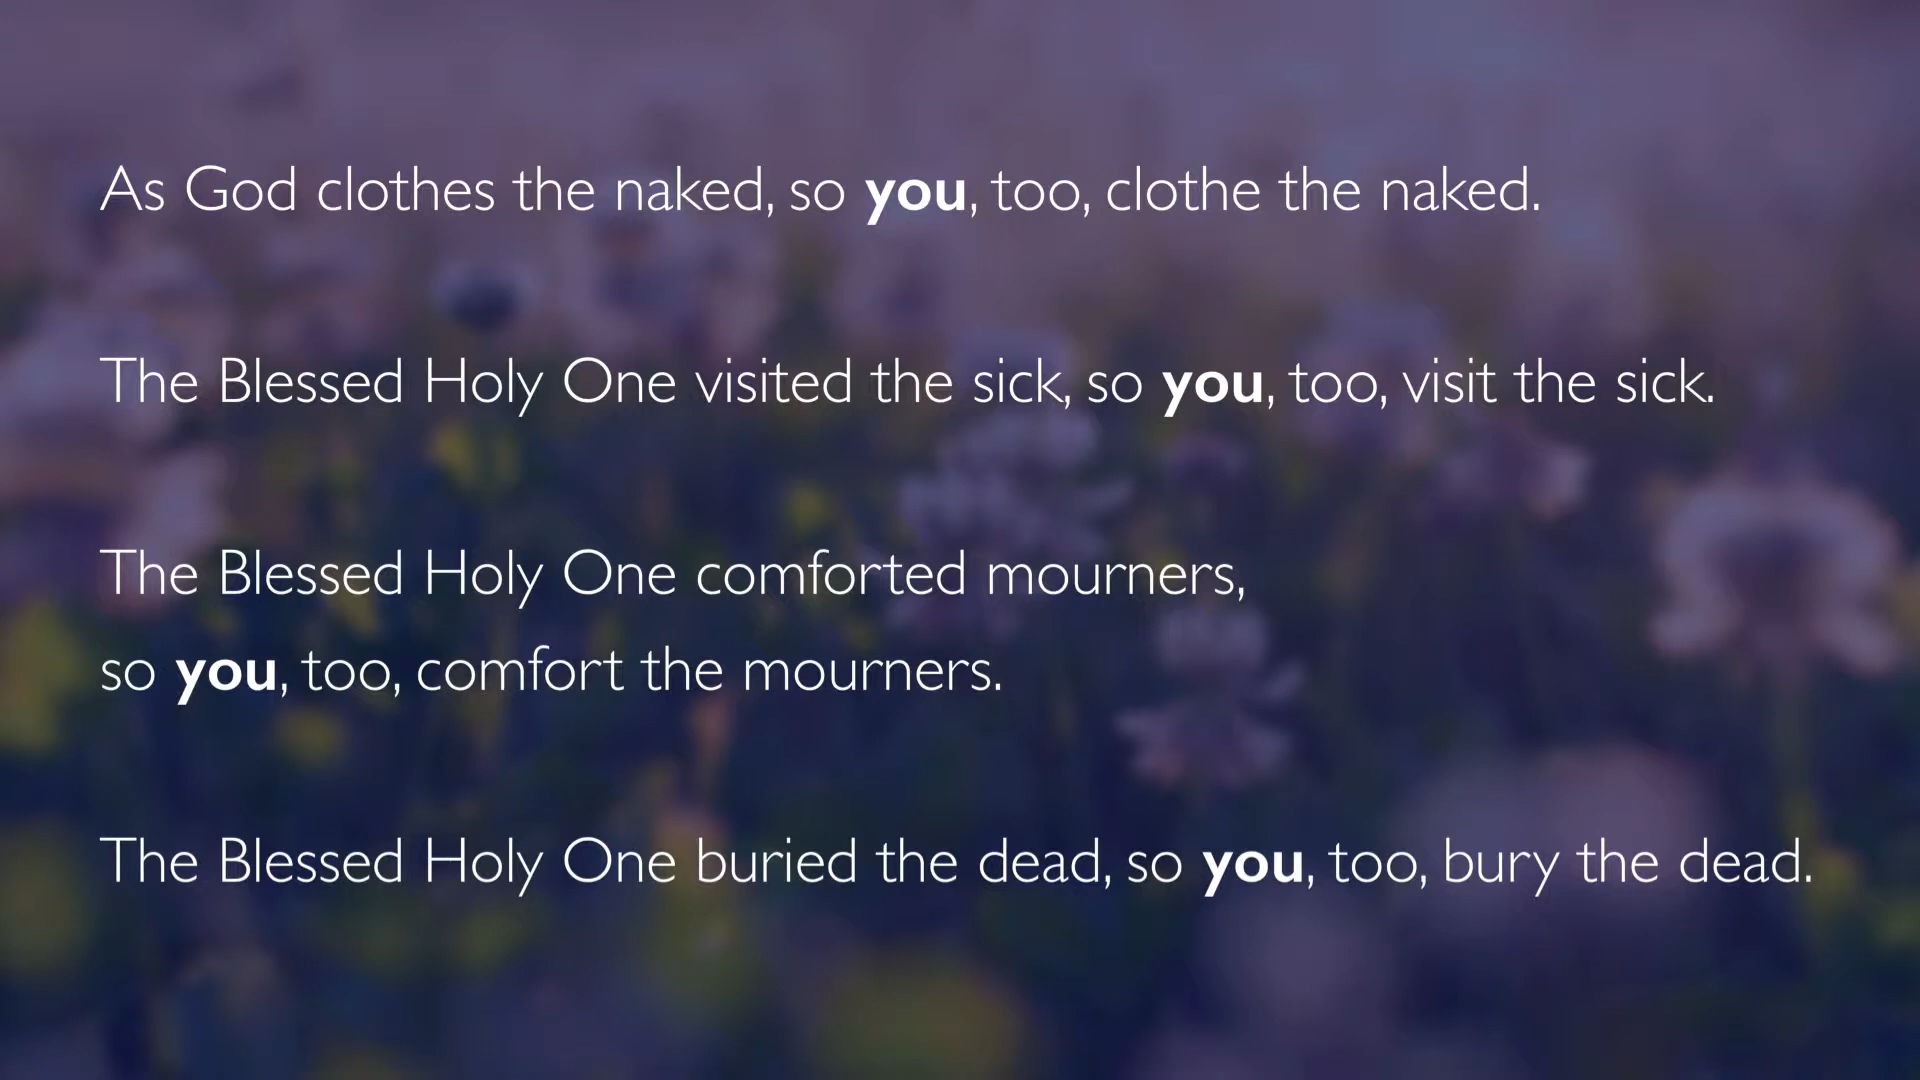 As God clothes the naked, so you, too, clothe the naked.
The Blessed Holy One visited the sick, so you, too, visit the sick.
The Blessed Holy One comforted mourners,
so you, too, comfort the mourners.
The Blessed Holy One buried the dead, so you, too, bury the dead.